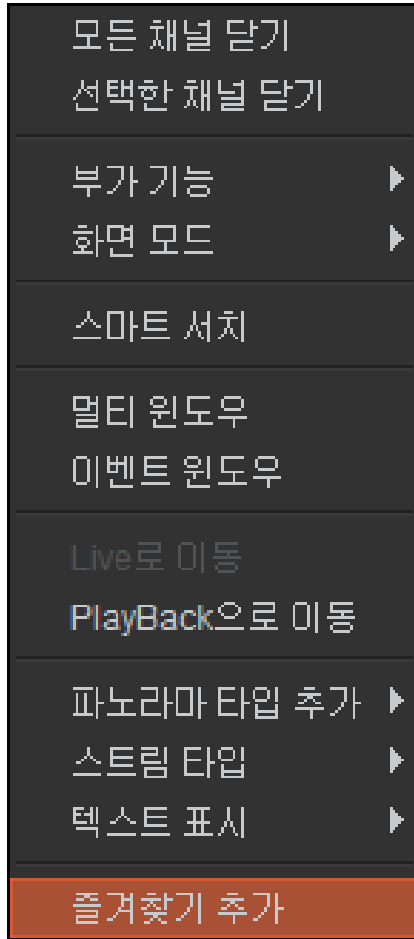 모든 채널 닫기
선택한 채널 닫기
부가 기능
화면 모드
스마트 서치
멀티 윈도우
이벤트 윈도우
Live로 이동
PlayBack으로 이동
파노라마 타입 추가
스트림 타입
텍스트 표시
즐겨찾기 추가